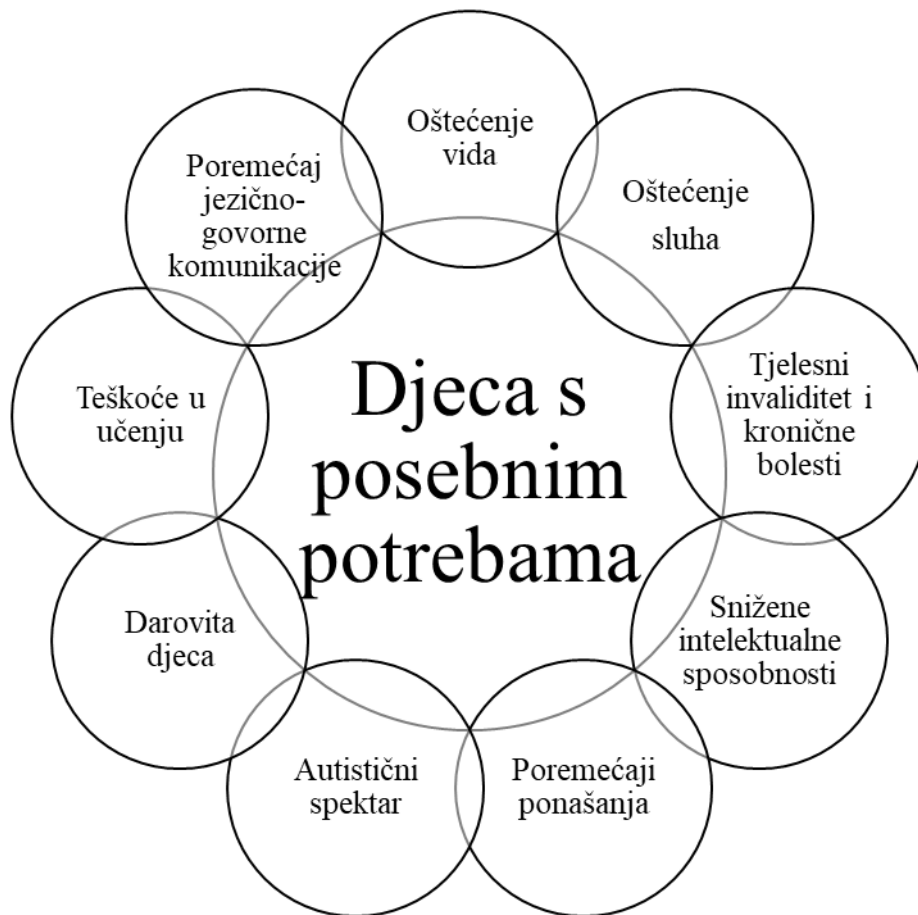 Oštećenje
vida
Oštećenje
sluha
Tjelesni
invaliditet i
kronične
bolesti
Snižene
intelektualne
sposobnosti
Poremećaji
ponašanja
Autistični
spektar
Darovita
djeca
Teškoće u
učenju
Poremećaj
jezično-
govorne
komunikacije
Djeca s
posebnim
potrebama